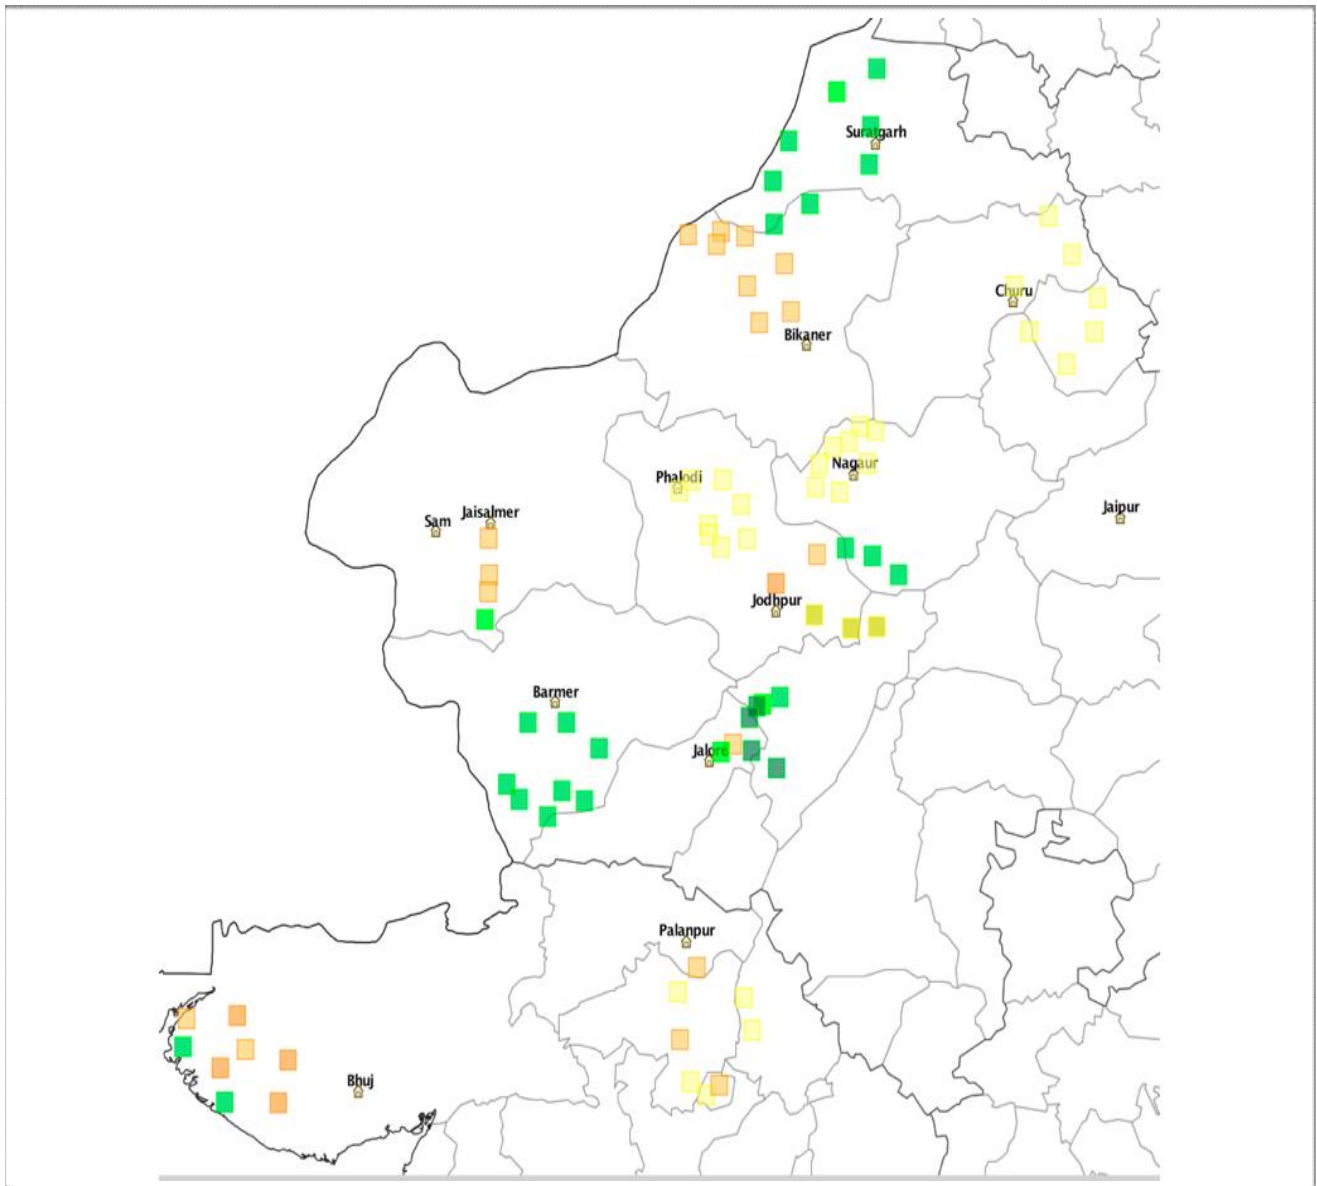 Suratgarh
Churu
Bikaner
Phalodi
Nagaur
Sam
Jaisalmer
Jaipur
Jodhpur
Barmer
Jalore
Palanpur
Bhuj